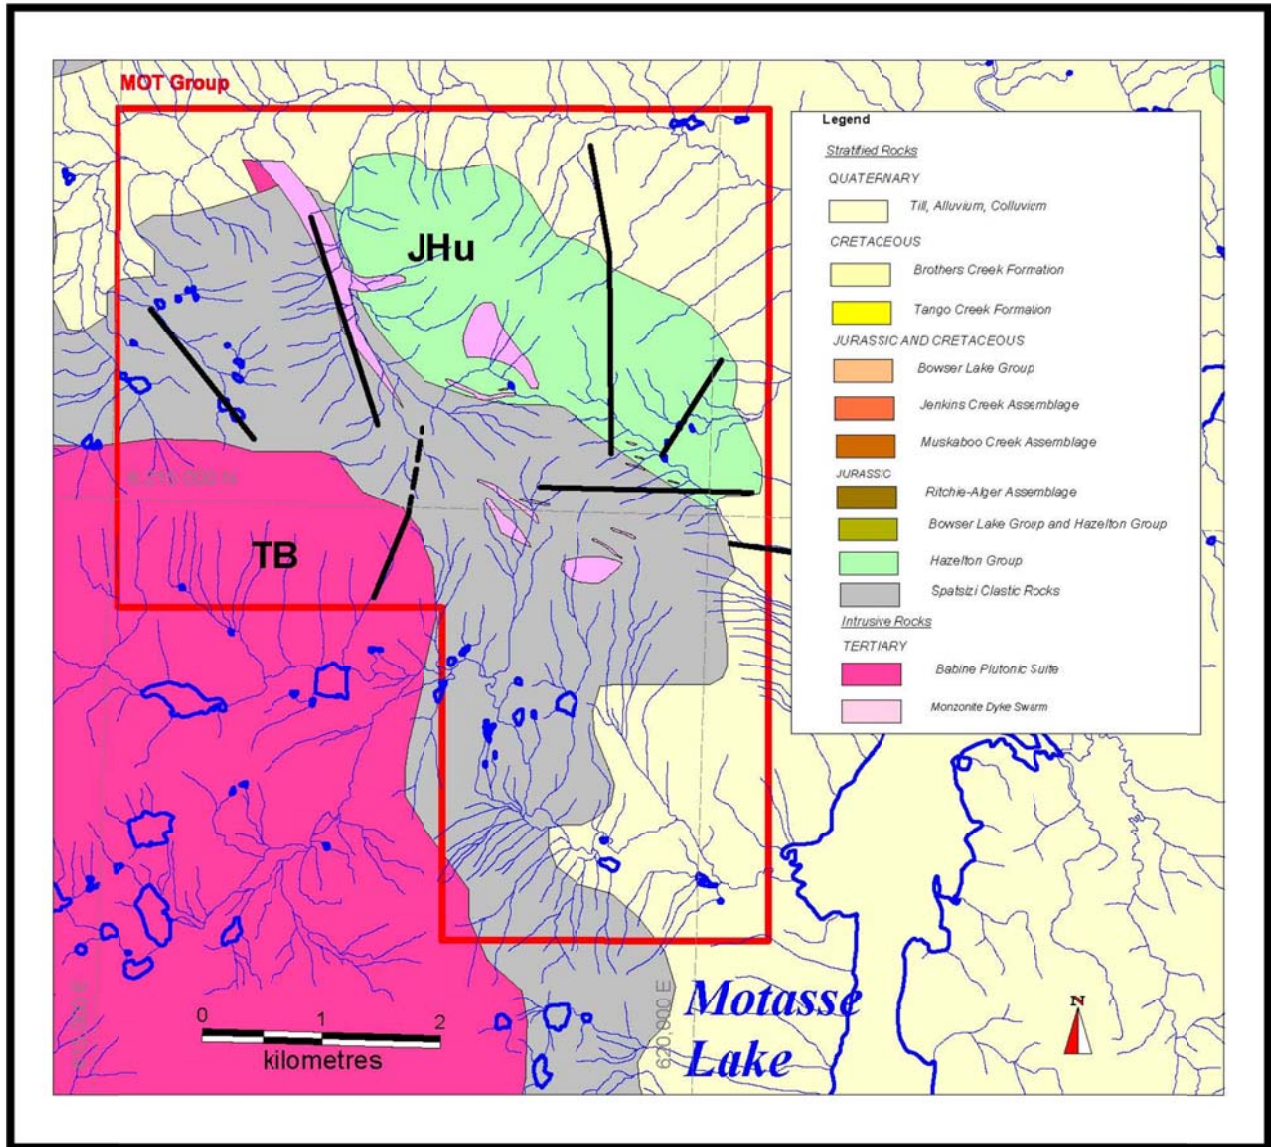 MOT Group
JHu
TB
Legend
Stratified Rocks
QUATERNARY
Till, Alluvium, Colluvium
CRETACEOUS
Brothers Creek Formation
Tango Creek Formation
JURASSIC AND CRETACEOUS
Bowser Lake Group
Jenkins Creek Assemblage
Muskaboo Creek Assemblage
JURASSIC
Ritchie-Alger Assemblage
Bowser Lake Group and Hazelton Group
Hazelton Group
Spatsizi Clastic Rocks
Intrusive Rocks
TERTIARY
Babine Plutonic Suite
Monzonite Dyke Swarm
620,000 E
Motasse
Lake
N
0 1 2
kilometres